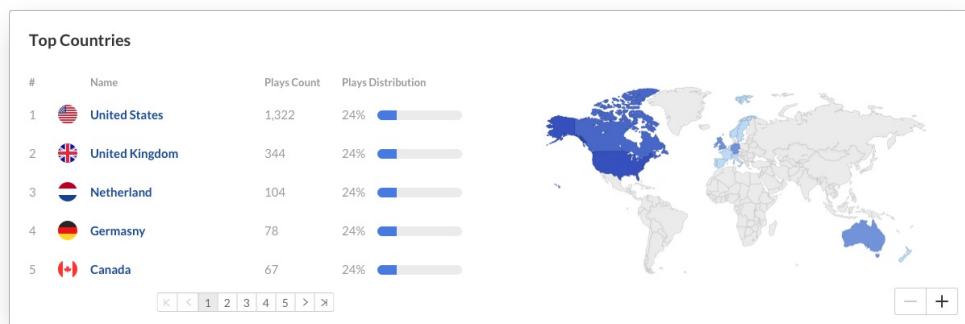 Top Countries
# Name Plays Count Plays Distribution
1 United States 1,322 24%
2 United Kingdom 344 24%
3 Netherland 104 24%
4 Germasny 78 24%
5 Canada 67 24%
1 2 3 4 5